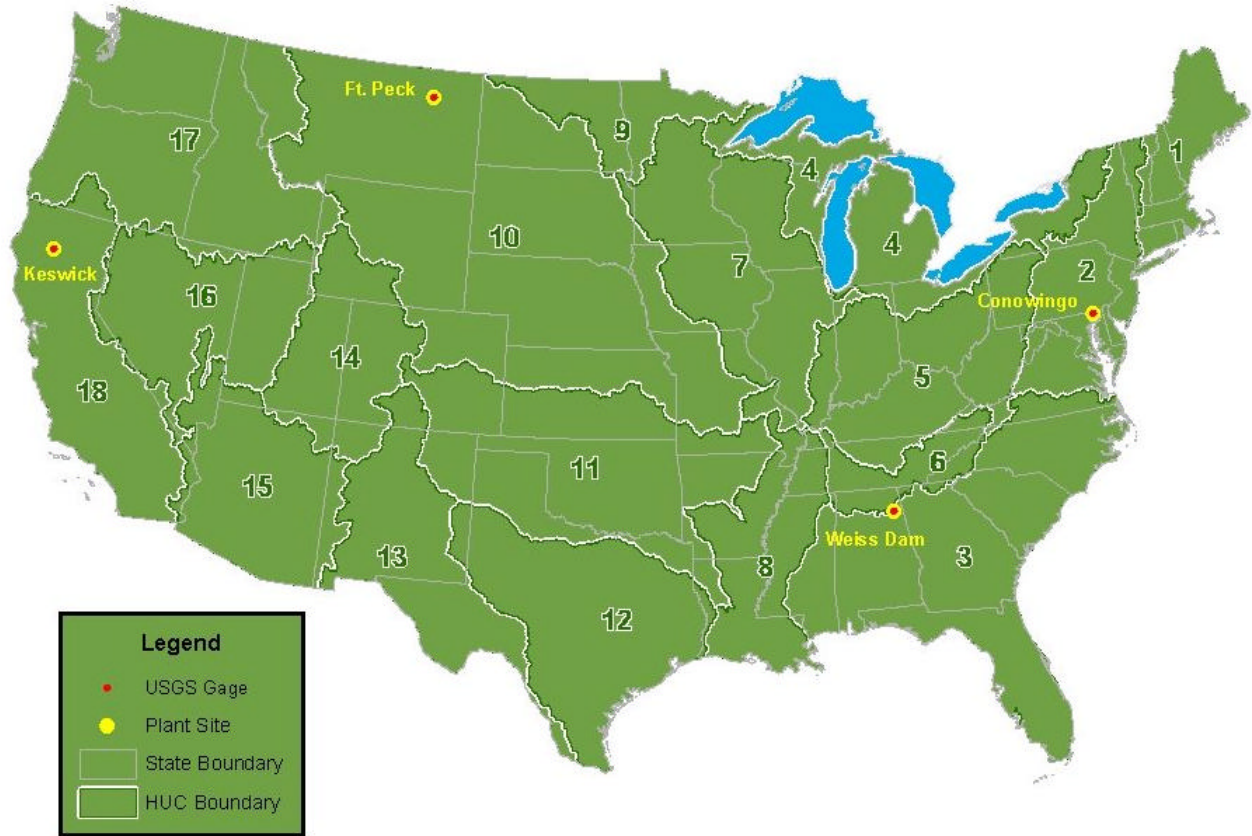 Ft. Peck
17
9
1
4
10
4
7
Keswick
2
16
Conowingo
14
5
18
6
11
15
Weiss Dam
13
3
8
12
Legend
USGS Gage
Plant Site
State Boundary
HUC Boundary